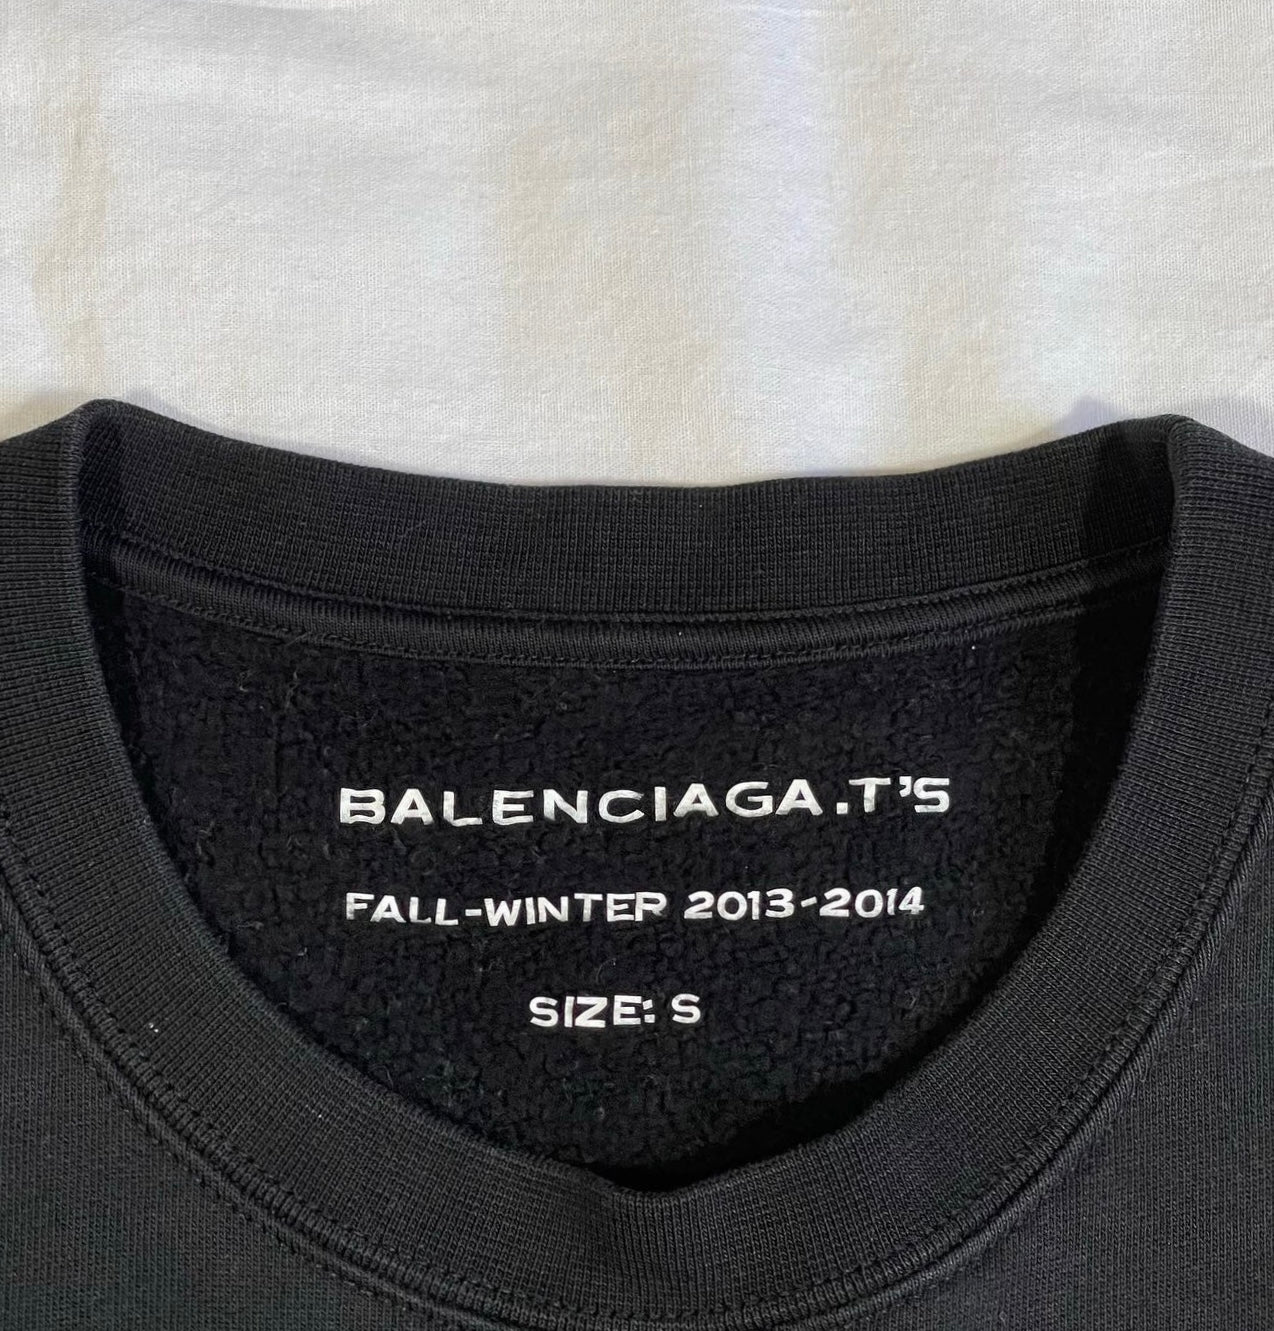 BALENCIAGA.T'S
FALL-WINTER 2013-2014
SIZE: S